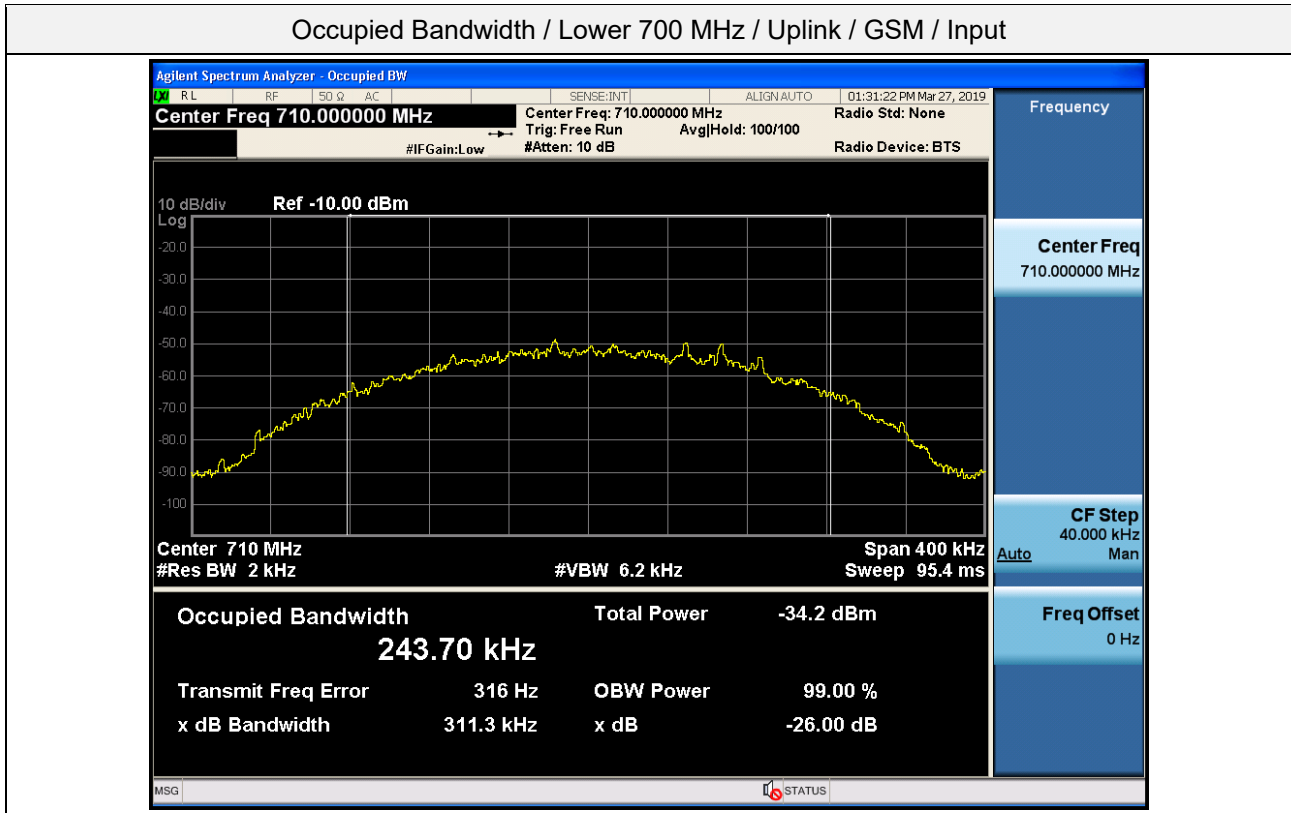 Occupied Bandwidth / Lower 700 MHz / Uplink / GSM / Input
Agilent Spectrum Analyzer - Occupied BW
LXI RL RF 50 Ω AC SENSE:INT ALIGN AUTO 01:31:22 PM Mar 27, 2019
Center Freq 710.000000 MHz Center Freq: 710.000000 MHz Radio Std: None
Trig: Free Run Avg|Hold: 100/100
#IFGain:Low #Atten: 10 dB Radio Device: BTS
10 dB/div Ref -10.00 dBm
Log
-20.0
-30.0
-40.0
-50.0
-60.0
-70.0
-80.0
-90.0
-100
Center 710 MHz Span 400 kHz
#Res BW 2 kHz #VBW 6.2 kHz Sweep 95.4 ms
Occupied Bandwidth Total Power -34.2 dBm
243.70 kHz
Transmit Freq Error 316 Hz OBW Power 99.00 %
x dB Bandwidth 311.3 kHz x dB -26.00 dB
Frequency
Center Freq
710.000000 MHz
CF Step
40.000 kHz
Auto Man
Freq Offset
0 Hz
MSG STATUS